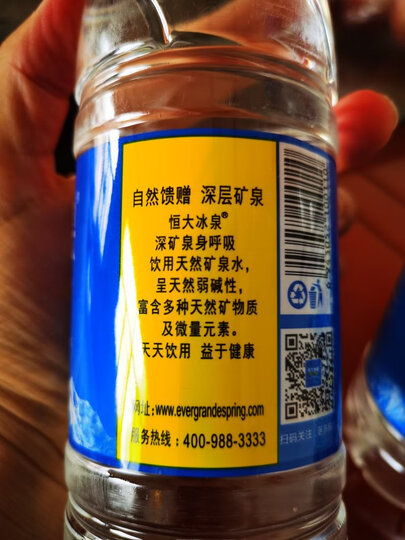 自然馈赠 深层矿泉
恒大冰泉®
深矿泉身呼吸
饮用天然矿泉水，
呈天然弱碱性，
富含多种天然矿物质
及微量元素。
天天饮用 益于健康
网址:www.evergrandespring.com
服务热线：400-988-3333
扫码关注